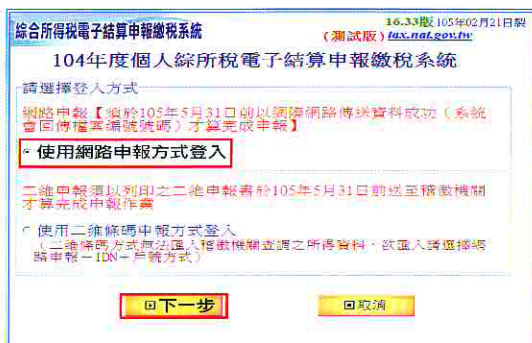 綜合所得稅電子結算申報繳稅系統
16.33版105年02月21日製
(測試版) tax.nat.gov.tw
104年度個人綜所稅電子結算申報繳稅系統
請選擇登入方式
網路申報【須於105年5月31日前以網際網路傳送資料成功(系統
會回傳檔案編號號碼)才算完成申報】
使用網路申報方式登入
二維申報須以列印之二維申報書於105年5月31日前送至稽徵機關
才算完成申報作業
使用二維條碼申報方式登入
(二維條碼方式無法匯入稽徵機關查調之所得資料,欲匯入請選擇網
路申報-IDN+戶號方式)
下一步
取消